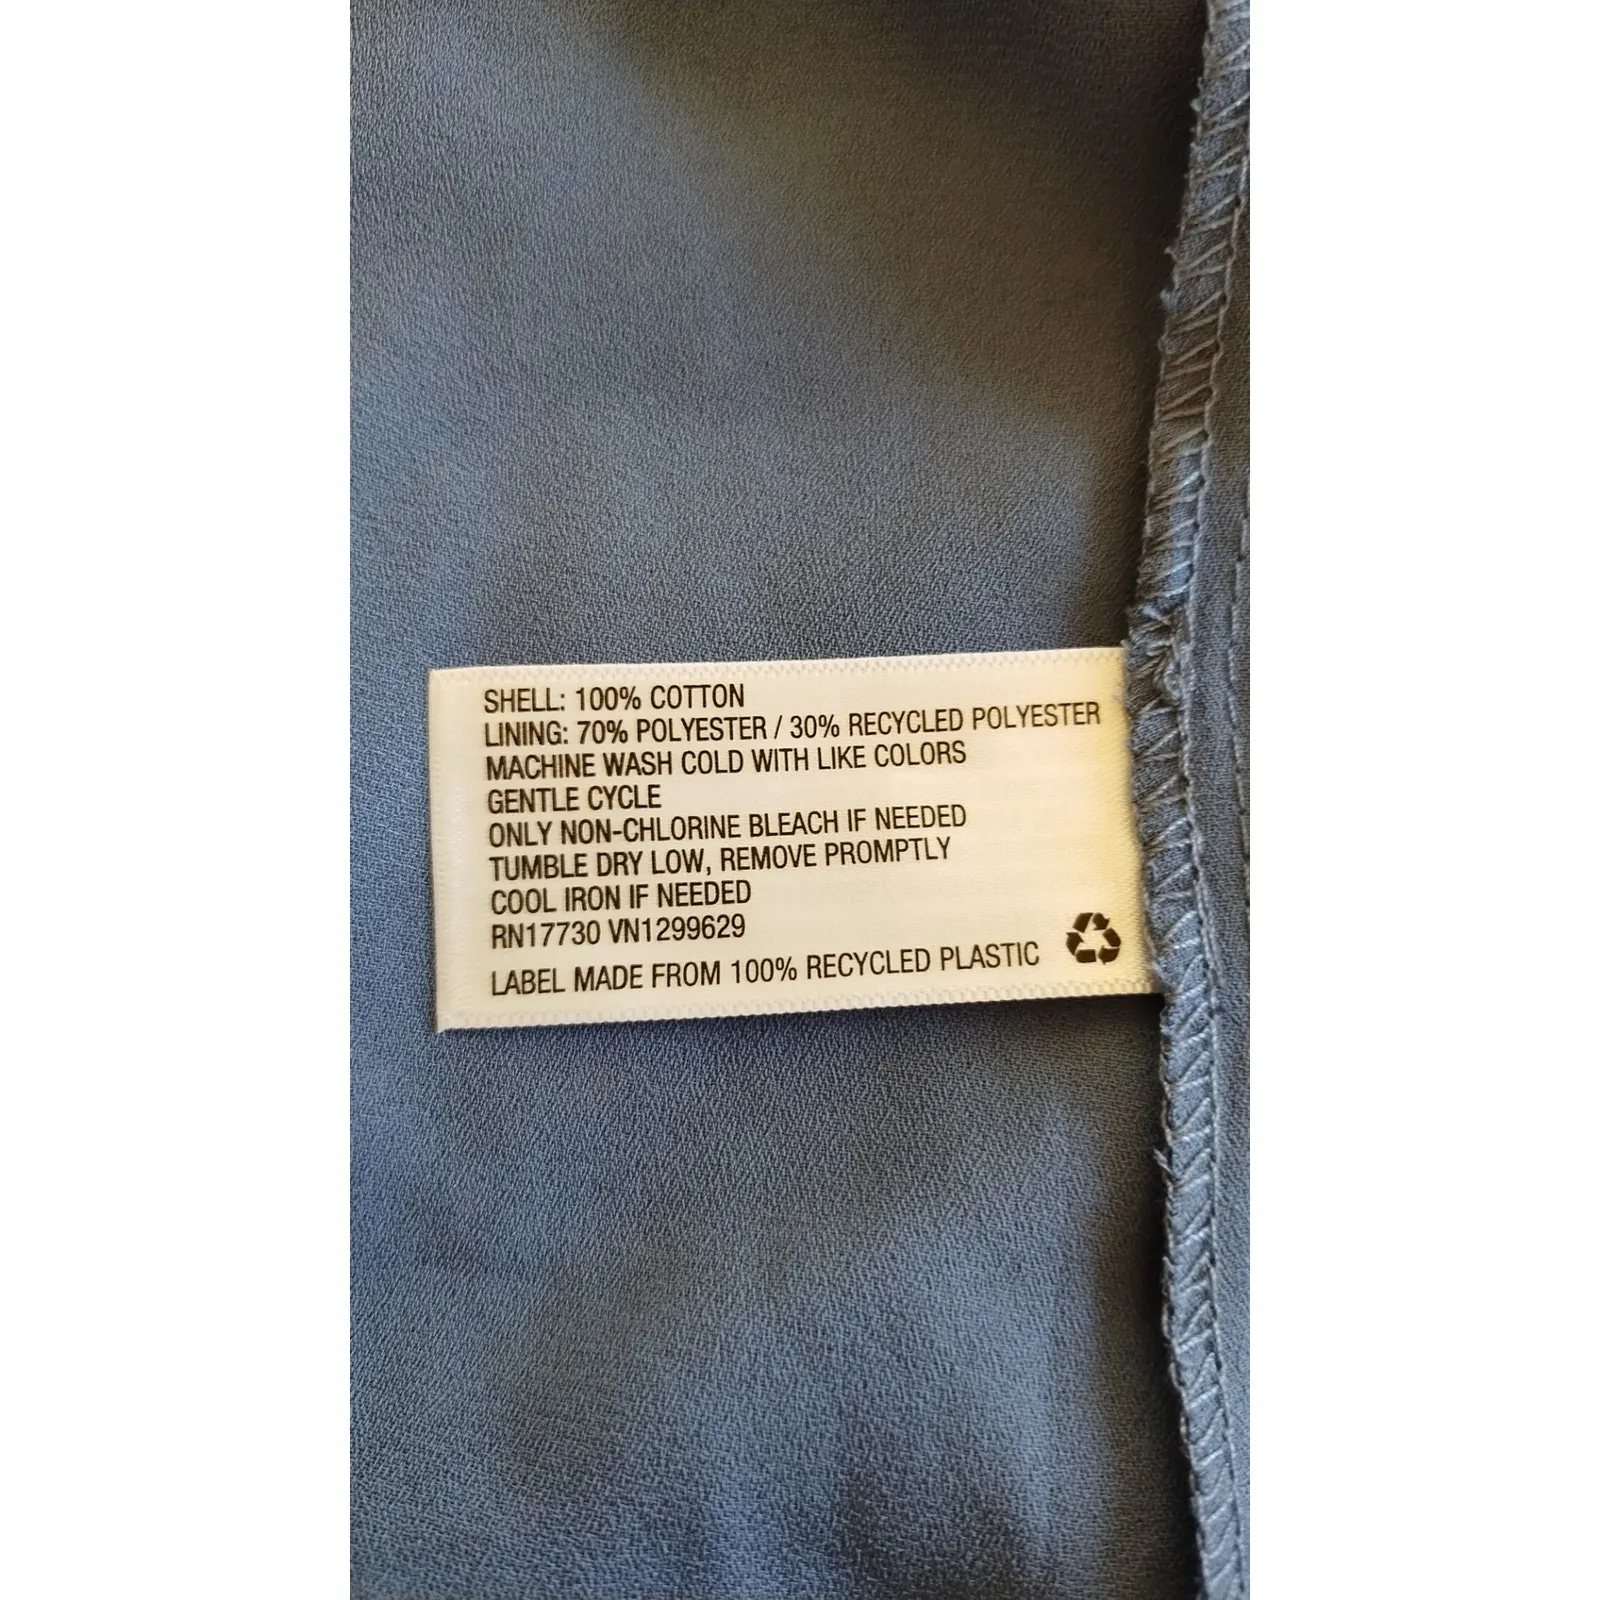 SHELL: 100% COTTON
LINING: 70% POLYESTER / 30% RECYCLED POLYESTER
MACHINE WASH COLD WITH LIKE COLORS
GENTLE CYCLE
ONLY NON-CHLORINE BLEACH IF NEEDED
TUMBLE DRY LOW, REMOVE PROMPTLY
COOL IRON IF NEEDED
RN17730 VN1299629
LABEL MADE FROM 100% RECYCLED PLASTIC